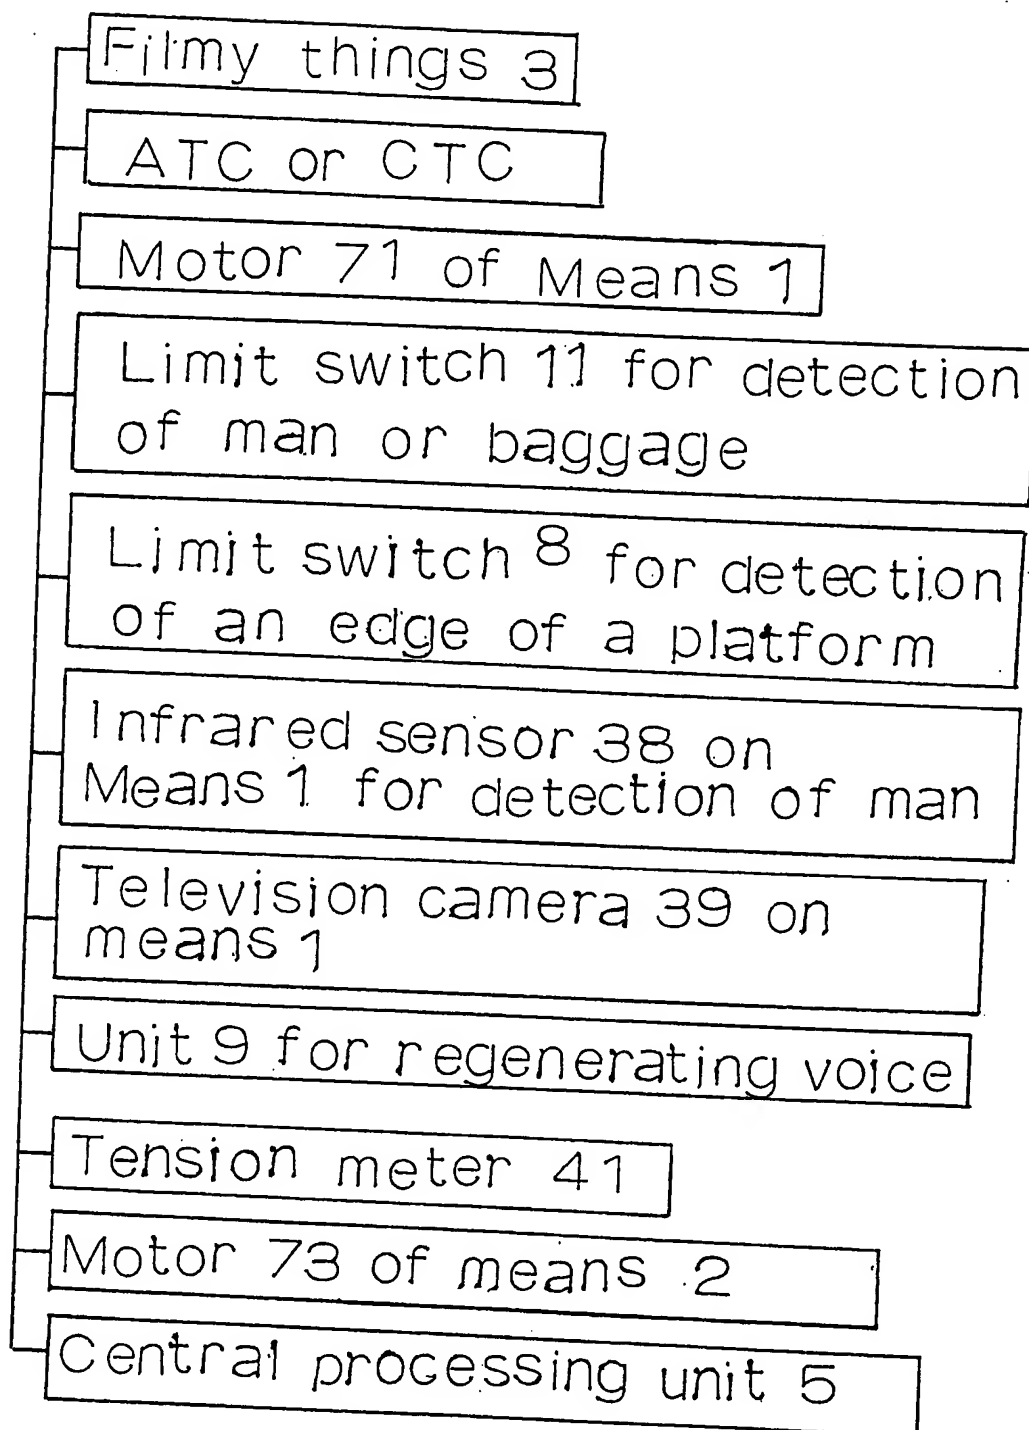 Filmy things 3
ATC or CTC
Motor 71 of Means 1
Limit switch 11 for detection
of man or baggage
Limit switch 8 for detection
of an edge of a platform
Infrared sensor 38 on
Means 1 for detection of man
Television camera 39 on
means 1
Unit 9 for regenerating voice
Tension meter 41
Motor 73 of means 2
Central processing unit 5